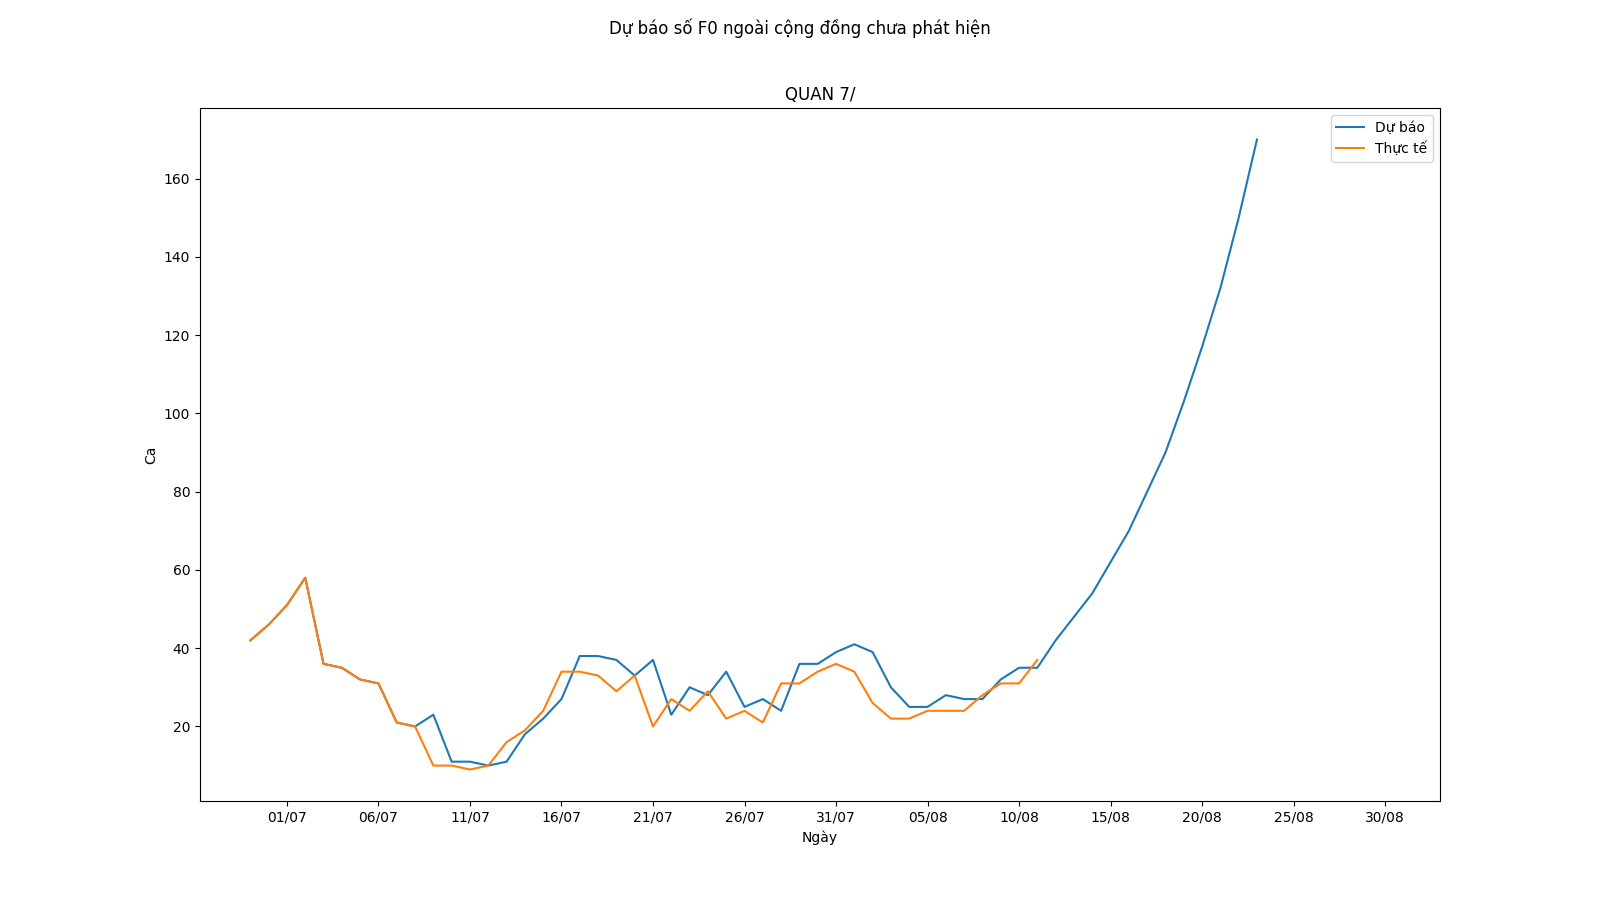 Dự báo số F0 ngoài cộng đồng chưa phát hiện
QUAN 7/
Dự báo
Thực tế
160
140
120
100
80
60
40
20
Ca
01/07 06/07 11/07 16/07 21/07 26/07 31/07 05/08 10/08 15/08 20/08 25/08 30/08
Ngày